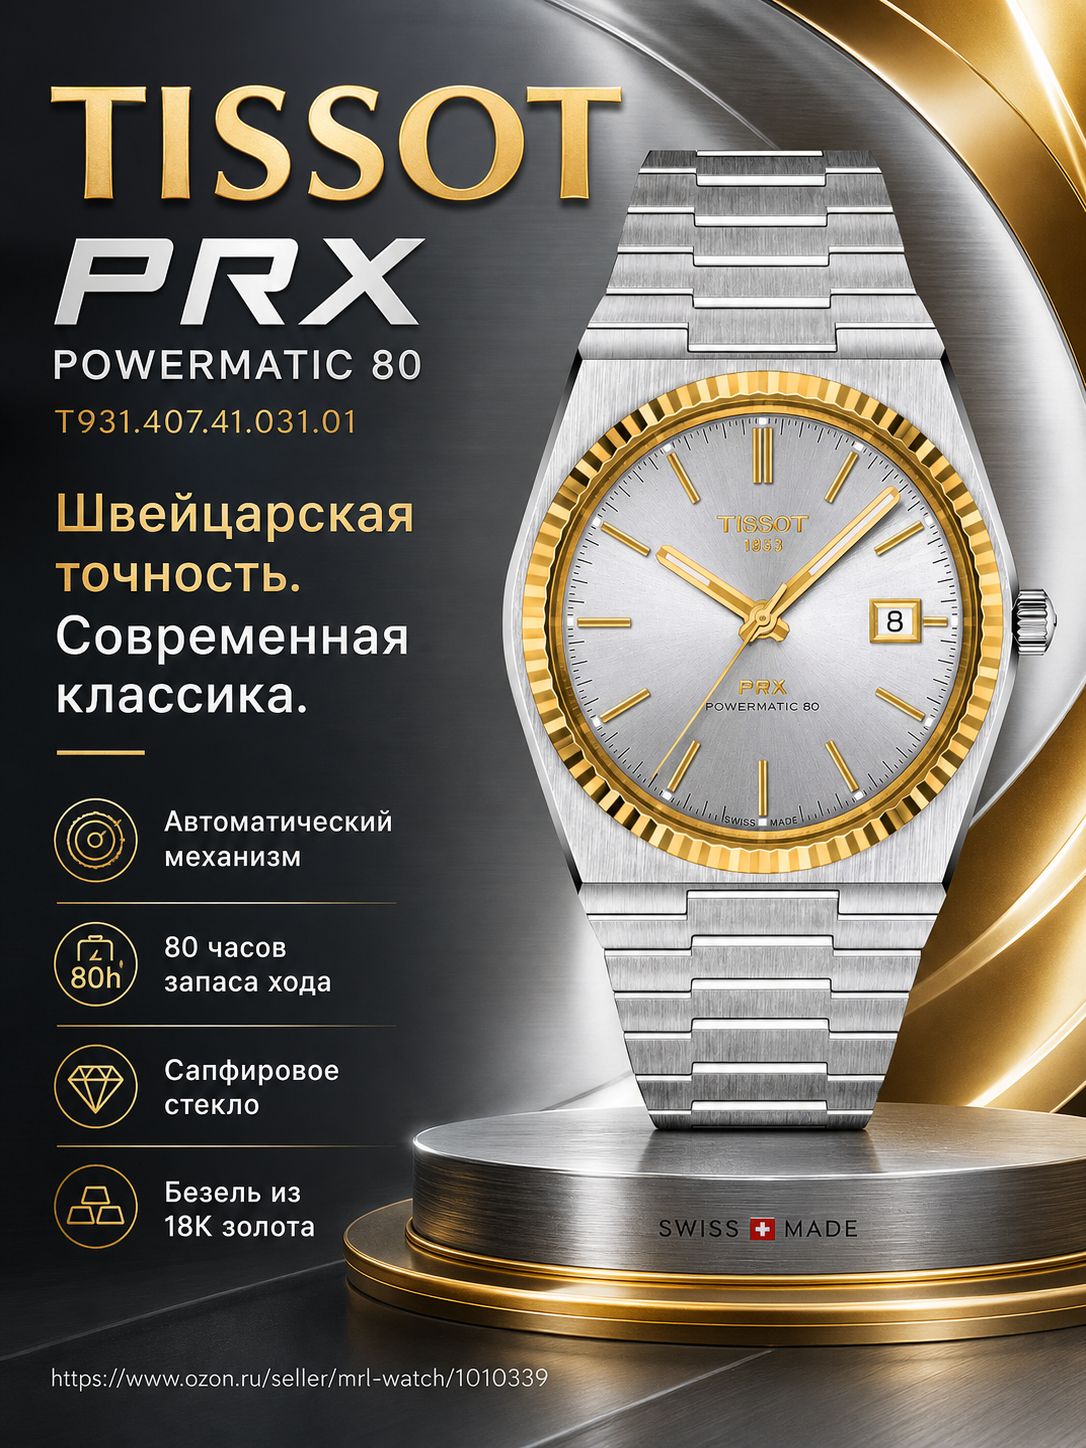 TISSOT
PRX
POWERMATIC 80
T931.407.41.031.01
Швейцарская
точность.
Современная
классика.
Автоматический
механизм
80h
80 часов
запаса хода
Сапфировое
стекло
Безель из
18K золота
TISSOT
1853
8
PRX
POWERMATIC 80
SWISS MADE
SWISS MADE
https://www.ozon.ru/seller/mrl-watch/1010339